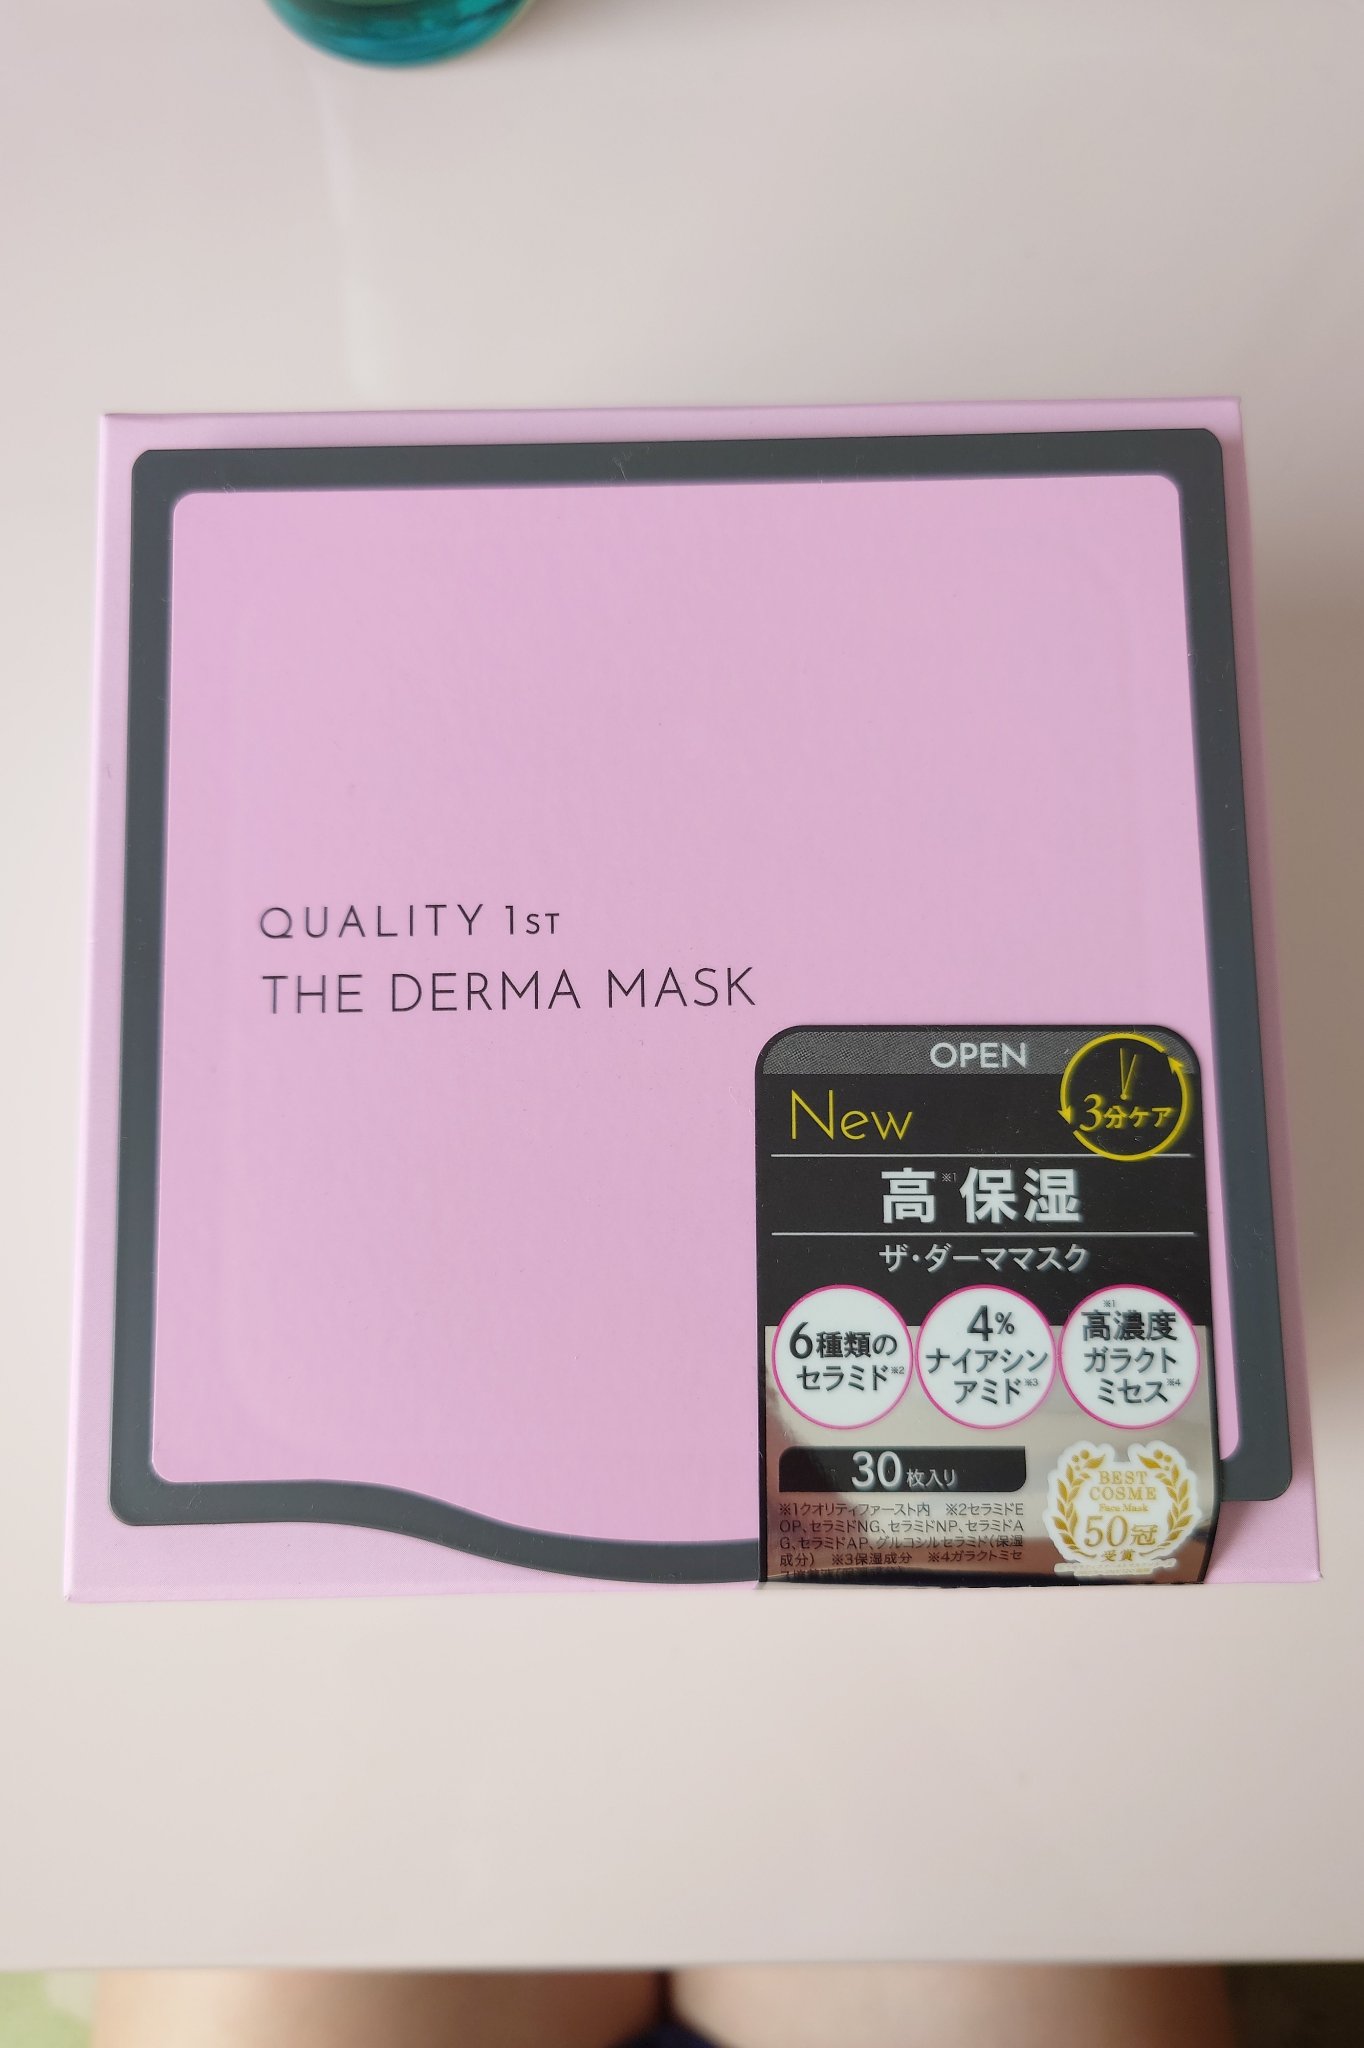 QUALITY 1ST
THE DERMA MASK
OPEN
New
3分ケア
高※1保湿
ザ・ダーママスク
6種類の
セラミド※2
4%
ナイアシン
アミド※3
※1
高濃度
ガラクト
ミセス※4
30枚入り
※1クオリティファースト内 ※2セラミドE
OP、セラミドNG、セラミドNP、セラミドA
G、セラミドAP、グルコシルセラミド(保湿
成分) ※3保湿成分 ※4ガラクトミセ
BEST
COSME
Face Mask
50冠
受賞